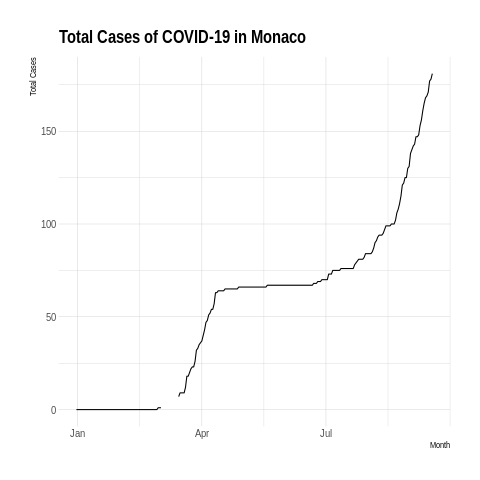 Total Cases of COVID-19 in Monaco
Total Cases
150
100
50
0
Jan Apr Jul
Month